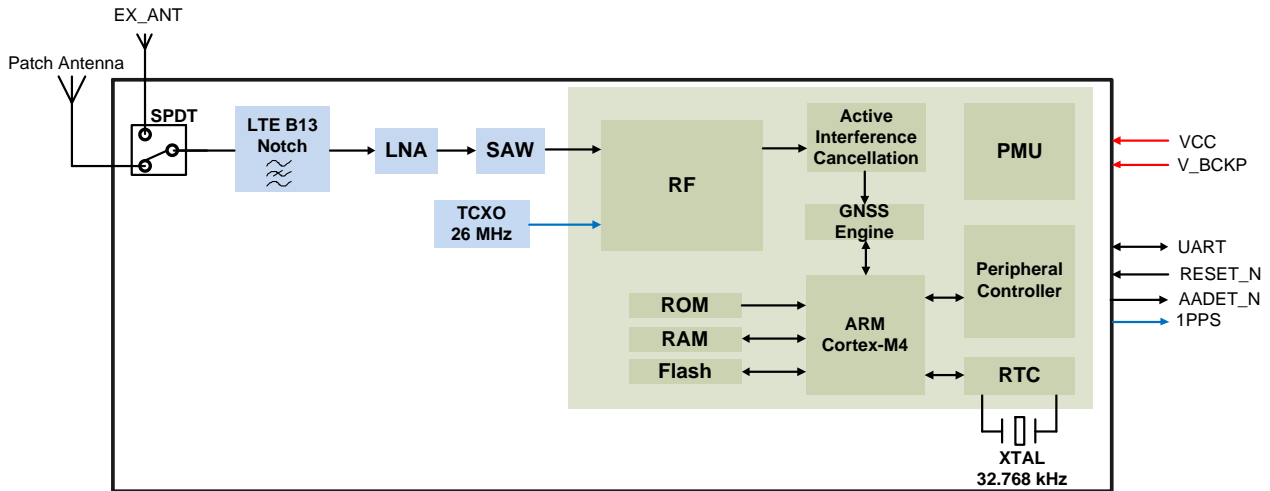 EX_ANT
Patch Antenna
SPDT
LTE B13
Notch
LNA
SAW
TCXO
26 MHz
RF
Active
Interference
Cancellation
GNSS
Engine
PMU
Peripheral
Controller
ROM
RAM
Flash
ARM
Cortex-M4
RTC
XTAL
32.768 kHz
VCC
V_BCKP
UART
RESET_N
AADET_N
1PPS